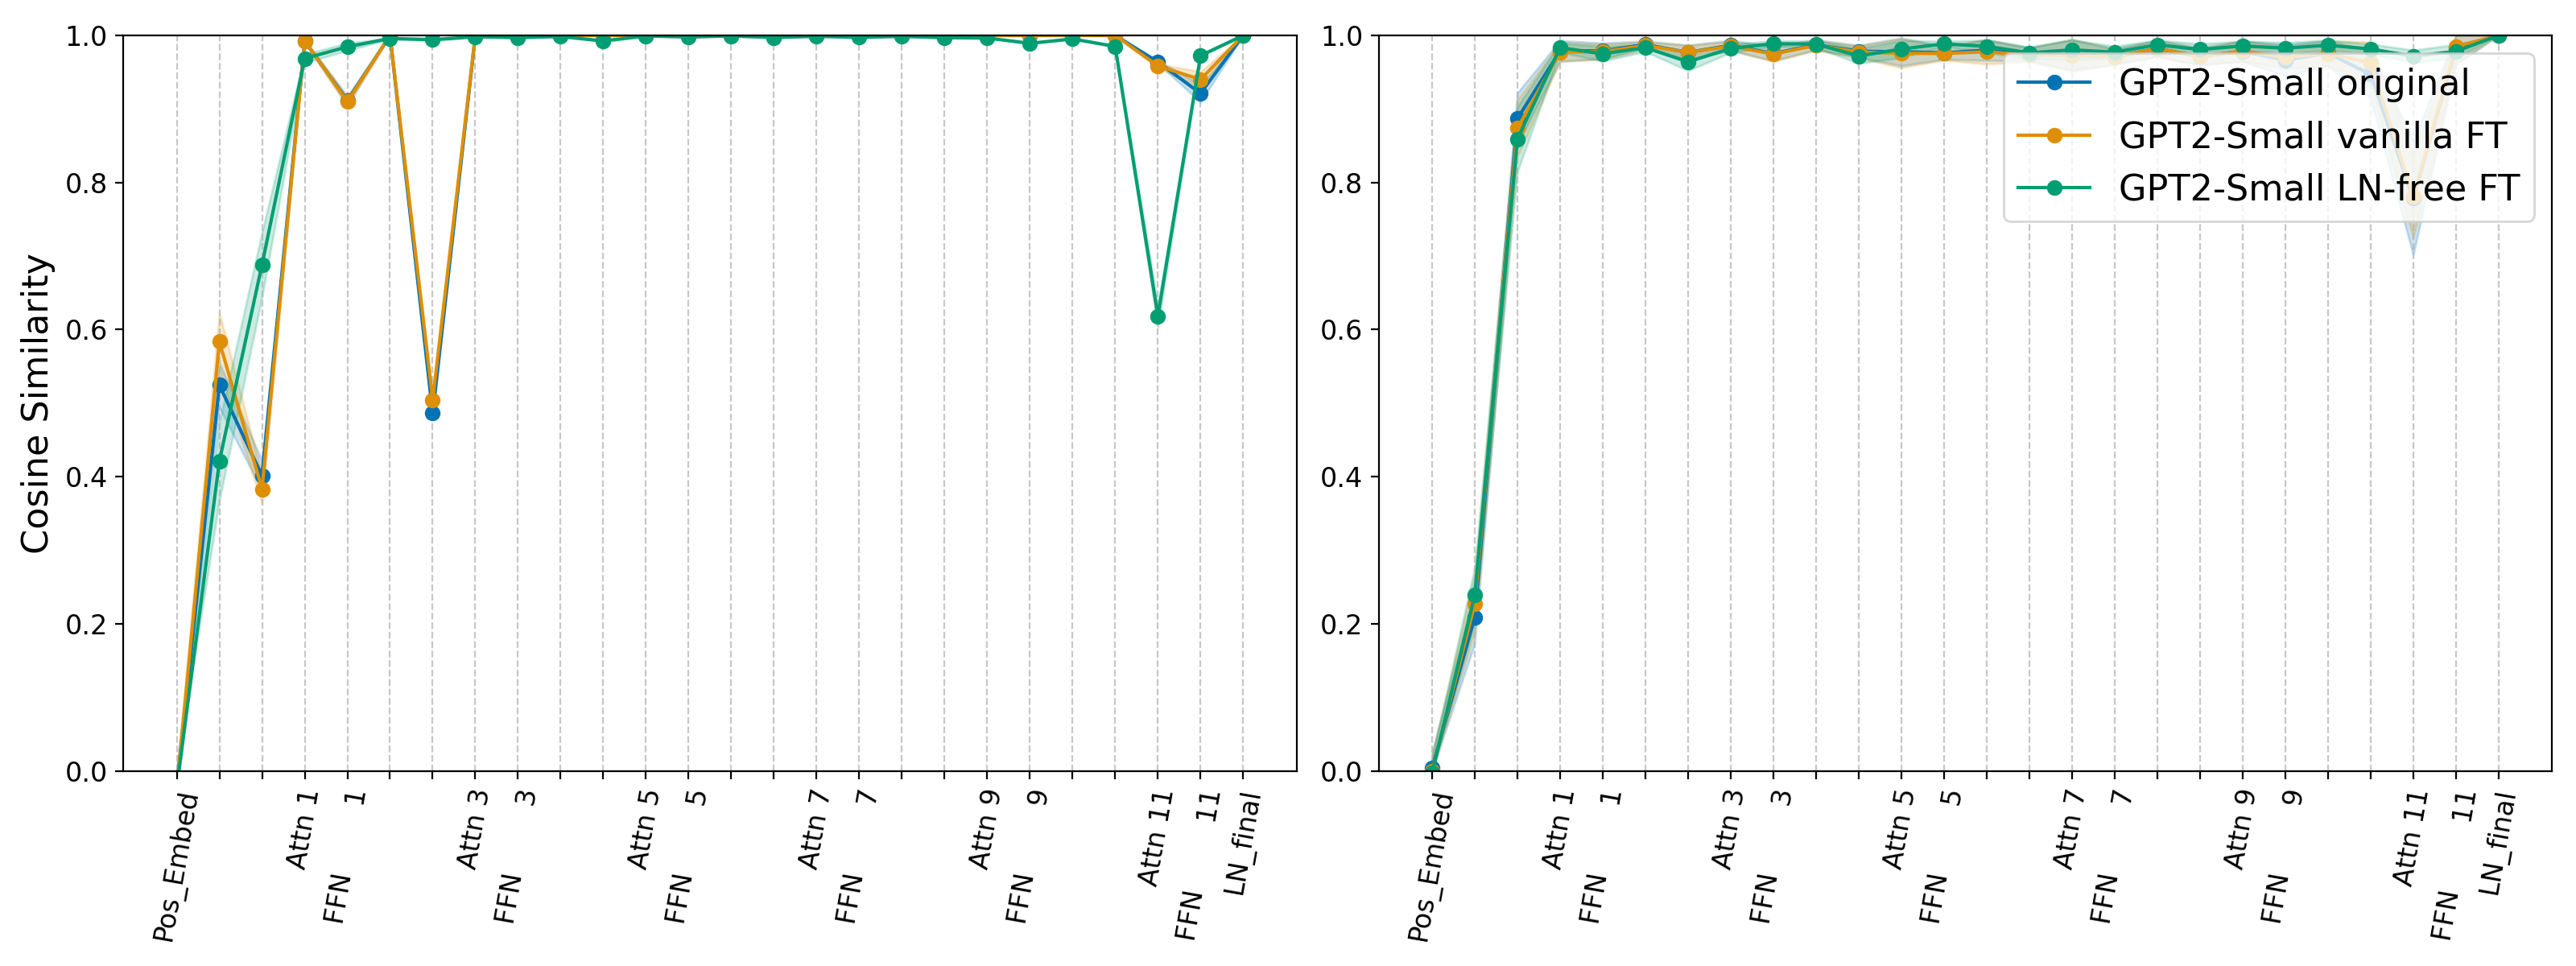 Cosine Similarity
1.0
0.8
0.6
0.4
0.2
0.0
Pos_Embed
Attn 1
FFN 1
Attn 3
FFN 3
Attn 5
FFN 5
Attn 7
FFN 7
Attn 9
FFN 9
Attn 11
FFN 11
LN_final
1.0
0.8
0.6
0.4
0.2
0.0
GPT2-Small original
GPT2-Small vanilla FT
GPT2-Small LN-free FT
Pos_Embed
Attn 1
FFN 1
Attn 3
FFN 3
Attn 5
FFN 5
Attn 7
FFN 7
Attn 9
FFN 9
Attn 11
FFN 11
LN_final